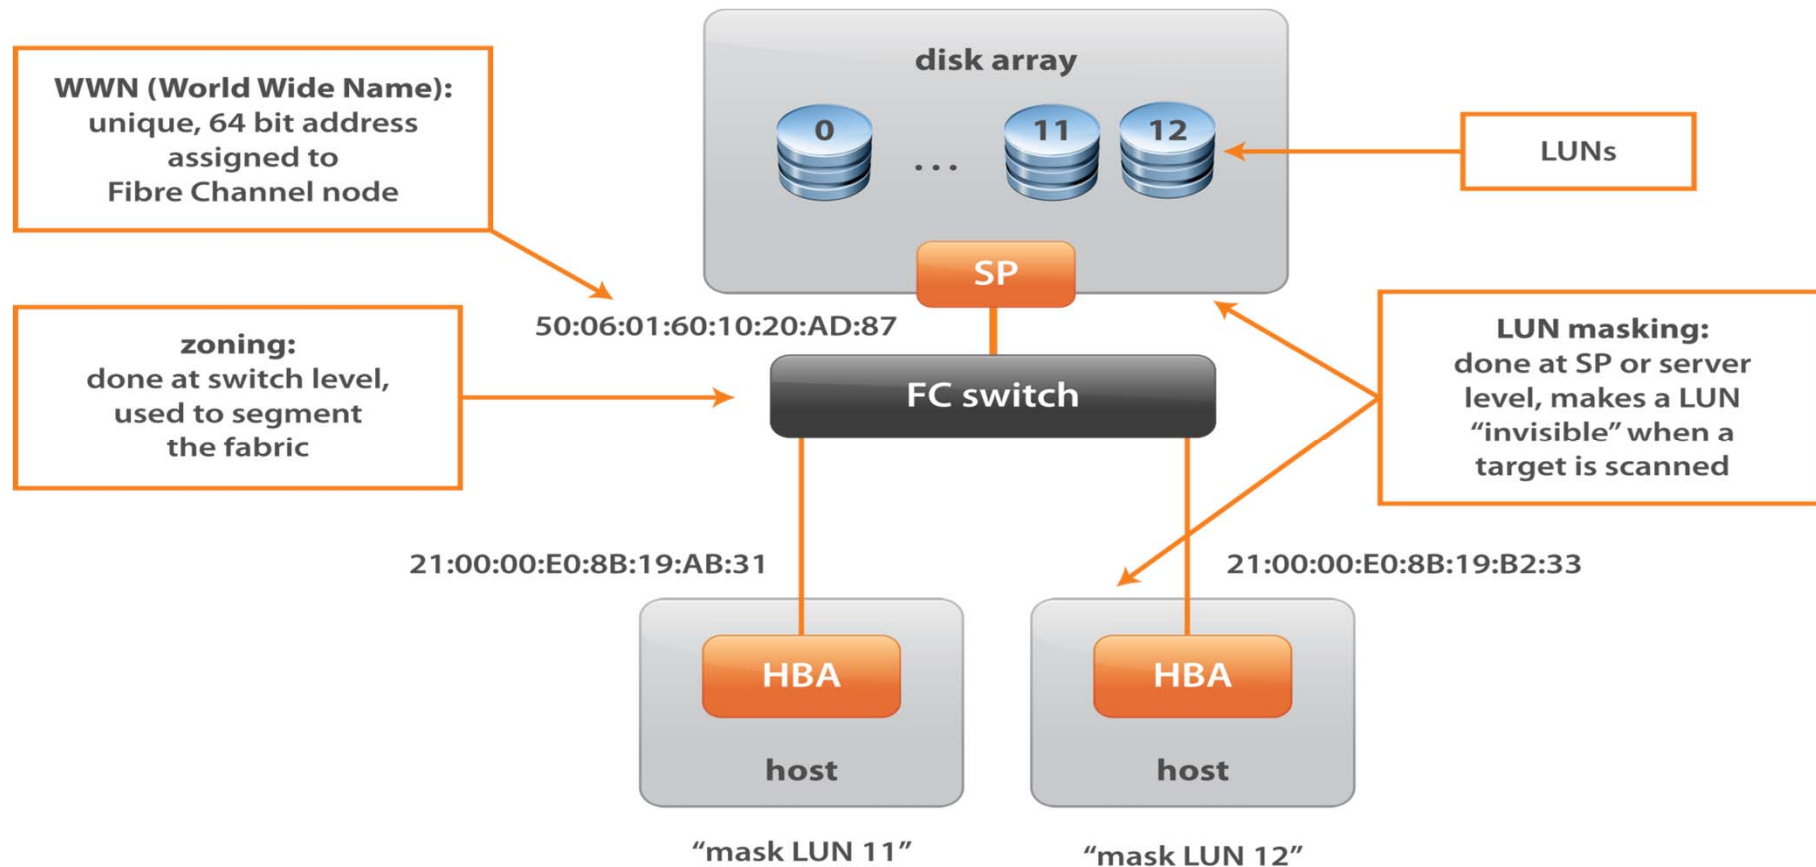 disk array
WWN (World Wide Name):
unique, 64 bit address
assigned to
Fibre Channel node
0
...
11
12
LUNs
SP
50:06:01:60:10:20:AD:87
zoning:
done at switch level,
used to segment
the fabric
FC switch
LUN masking:
done at SP or server
level, makes a LUN
“invisible” when a
target is scanned
21:00:00:E0:8B:19:AB:31
21:00:00:E0:8B:19:B2:33
HBA
host
“mask LUN 11”
HBA
host
“mask LUN 12”